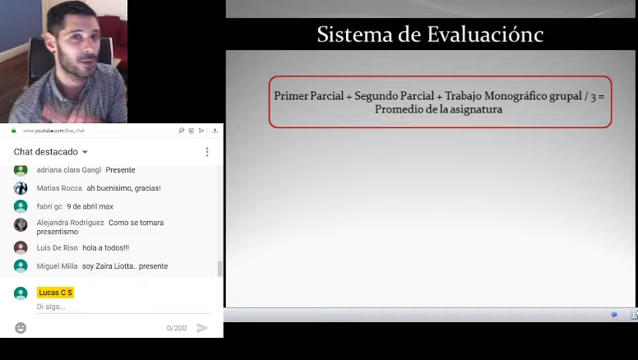 Sistema de Evaluaciónc
Primer Parcial + Segundo Parcial + Trabajo Monográfico grupal / 3 =
Promedio de la asignatura
www.youtube.com/live_chat
Chat destacado
adriana clara Gangi Presente
Matias Rocca ah buenisimo, gracias!
fabri gc 9 de abril max
Alejandra Rodriguez Como se tomara
presentismo
Luis De Riso hola a todos!!!
Miguel Milla soy Zaira Liotta.. presente
Lucas C S
Di algo...
0/200